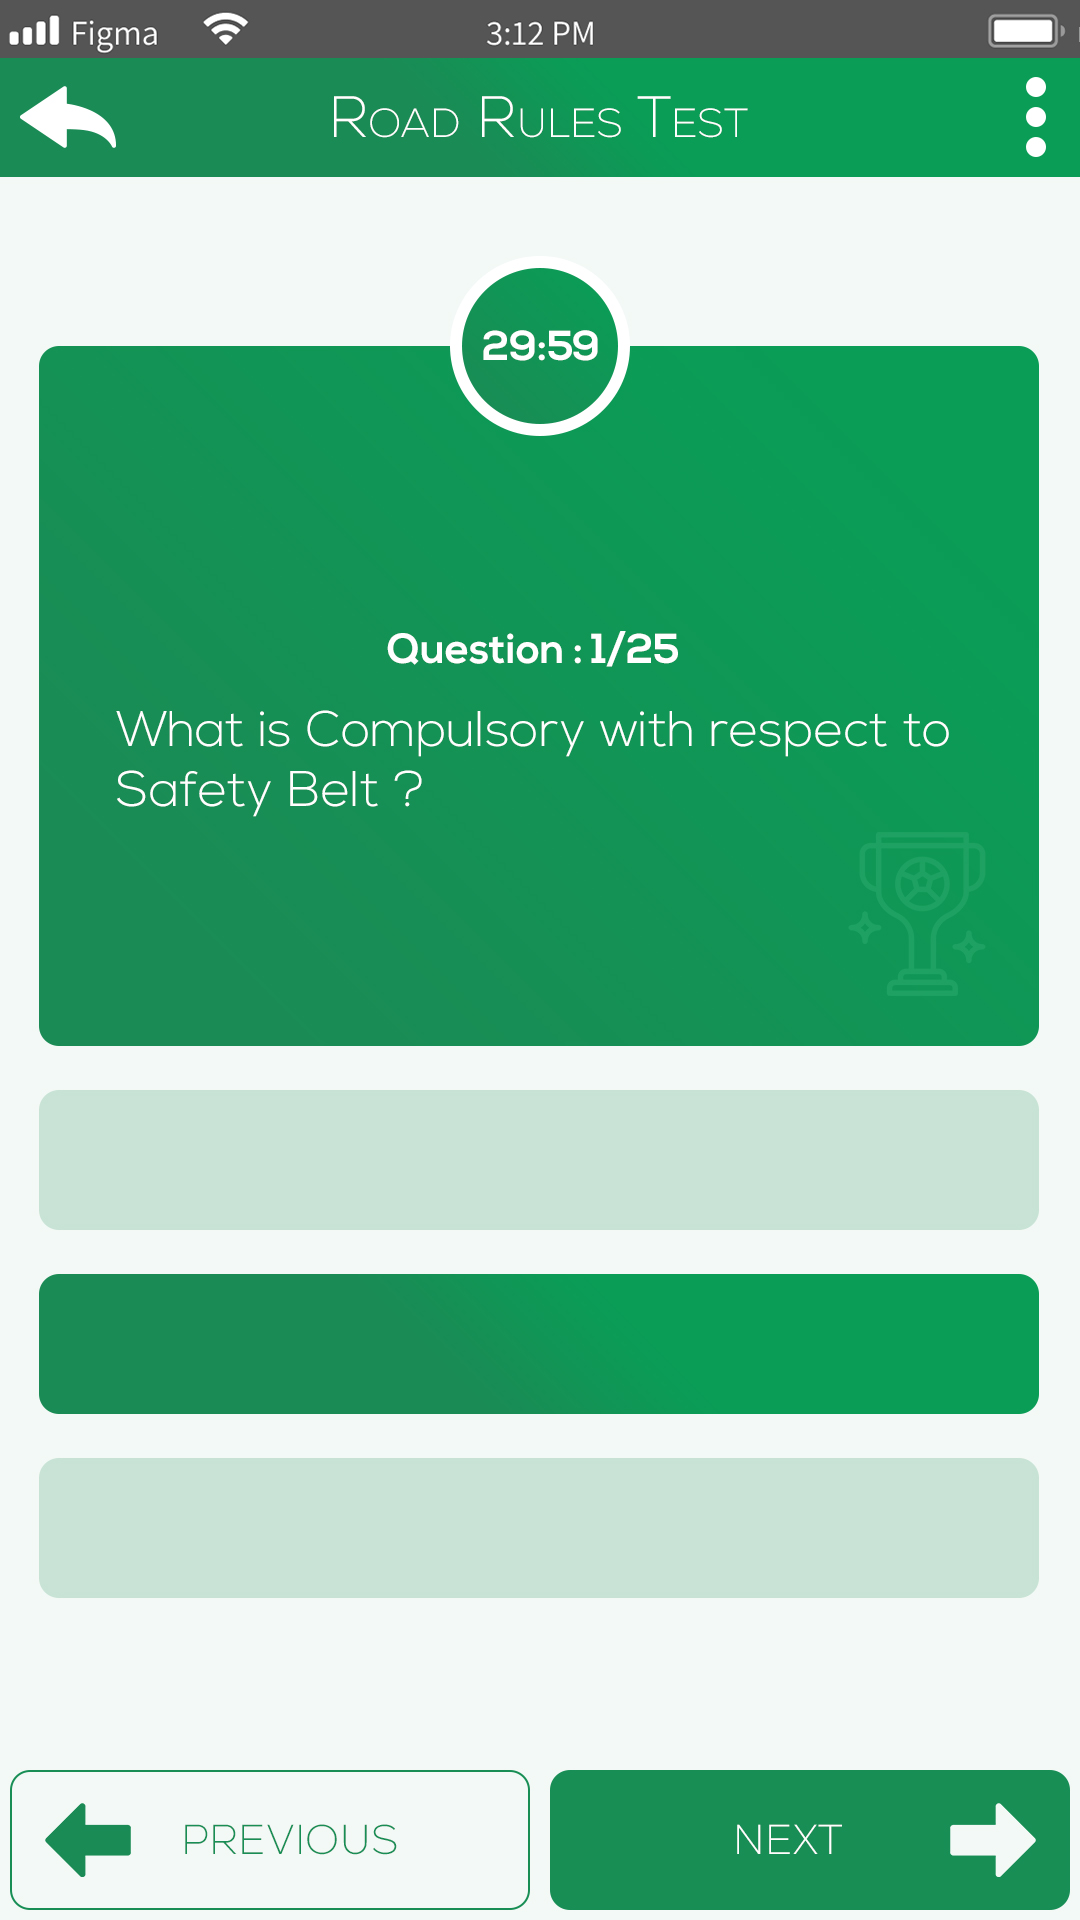 Figma
3:12 PM
Road Rules Test
29:59
Question : 1/25
What is Compulsory with respect to
Safety Belt ?
PREVIOUS
NEXT